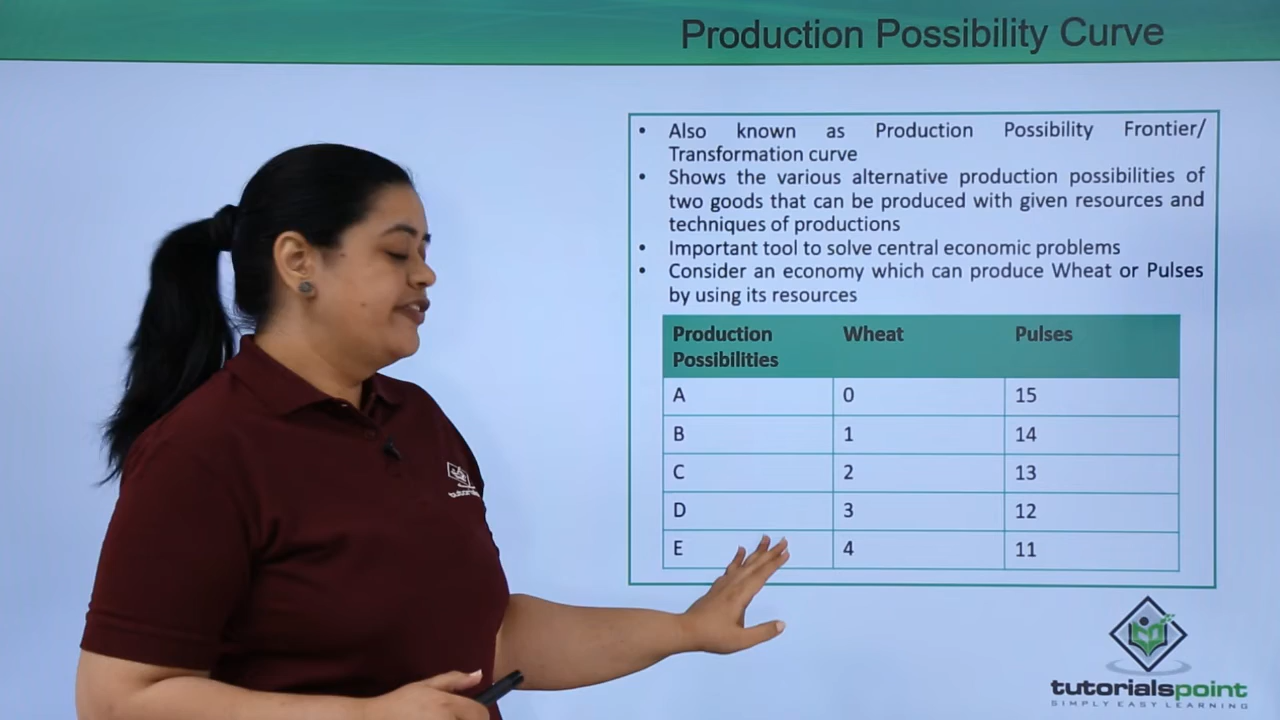 Production Possibility Curve
• Also known as Production Possibility Frontier/
Transformation curve
• Shows the various alternative production possibilities of
two goods that can be produced with given resources and
techniques of productions
• Important tool to solve central economic problems
• Consider an economy which can produce Wheat or Pulses
by using its resources
Production Possibilities Wheat Pulses
A 0 15
B 1 14
C 2 13
D 3 12
E 4 11
tutorialspoint
SIMPLY EASY LEARNING